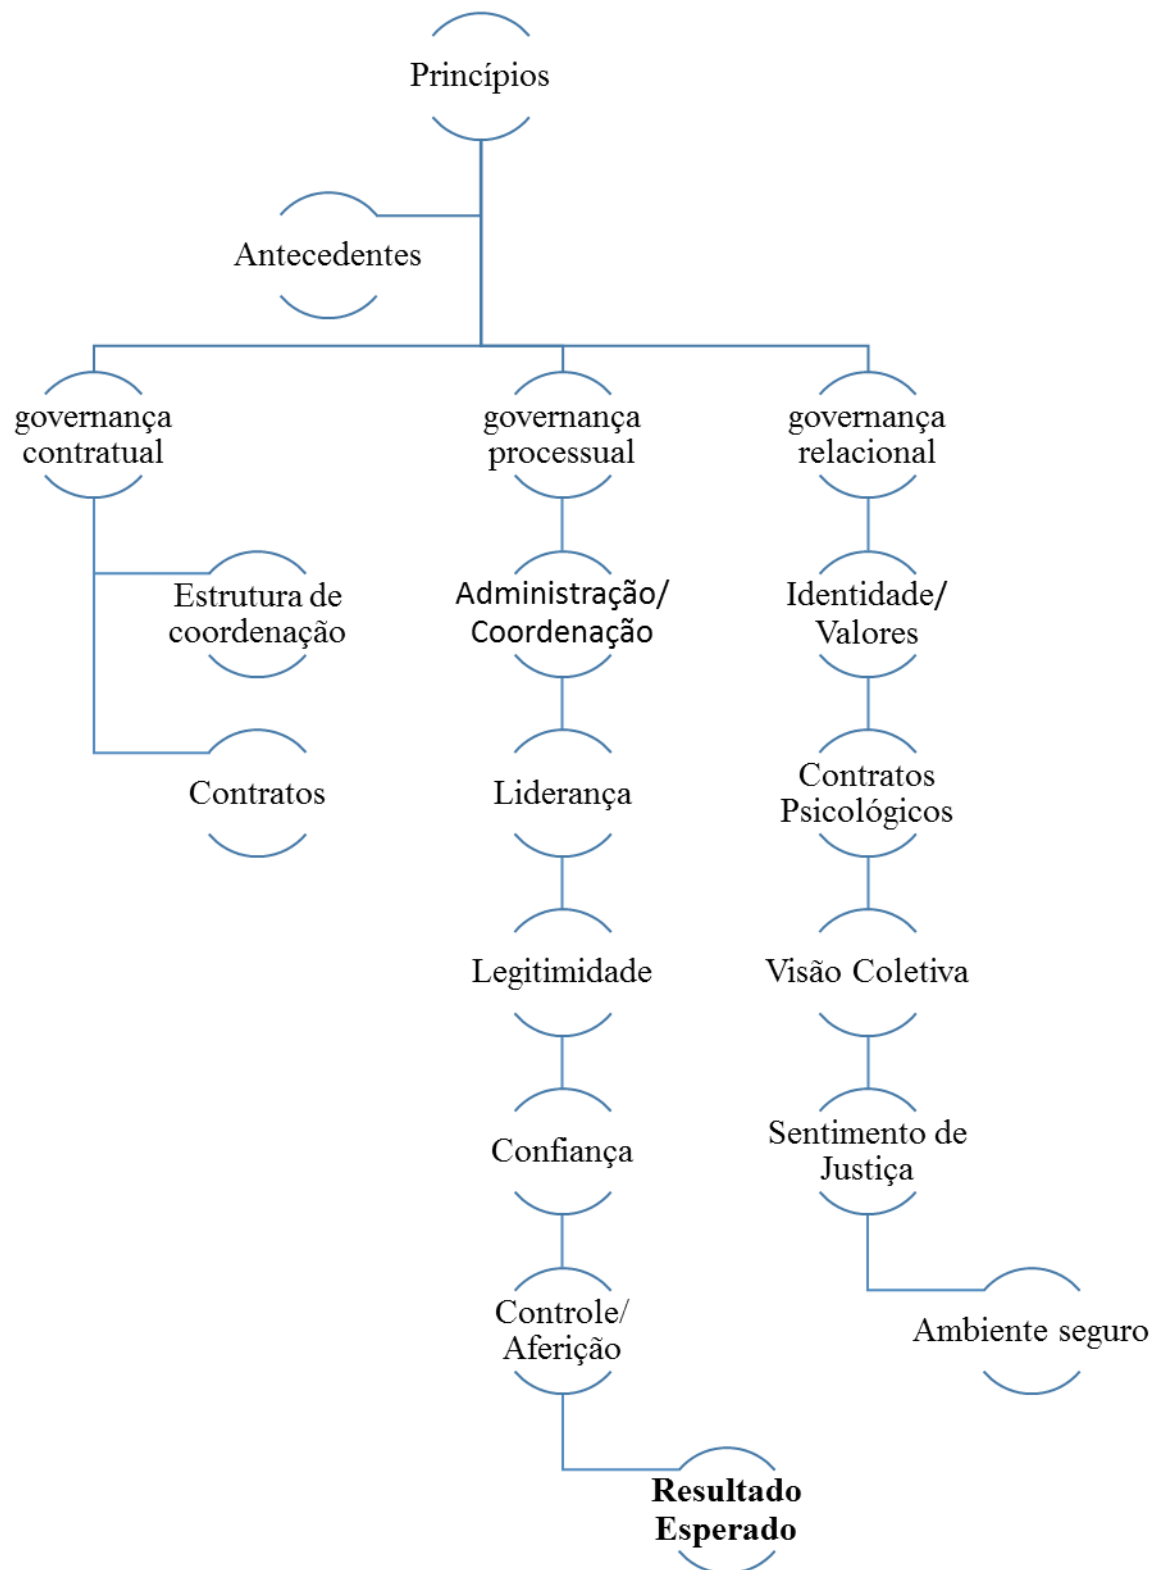 Princípios
Antecedentes
governança
contratual
governança
processual
governança
relacional
Estrutura de
coordenação
Administração/
Coordenação
Identidade/
Valores
Contratos
Liderança
Contratos
Psicológicos
Legitimidade
Visão Coletiva
Confiança
Sentimento de
Justiça
Controle/
Aferição
Ambiente seguro
Resultado
Esperado